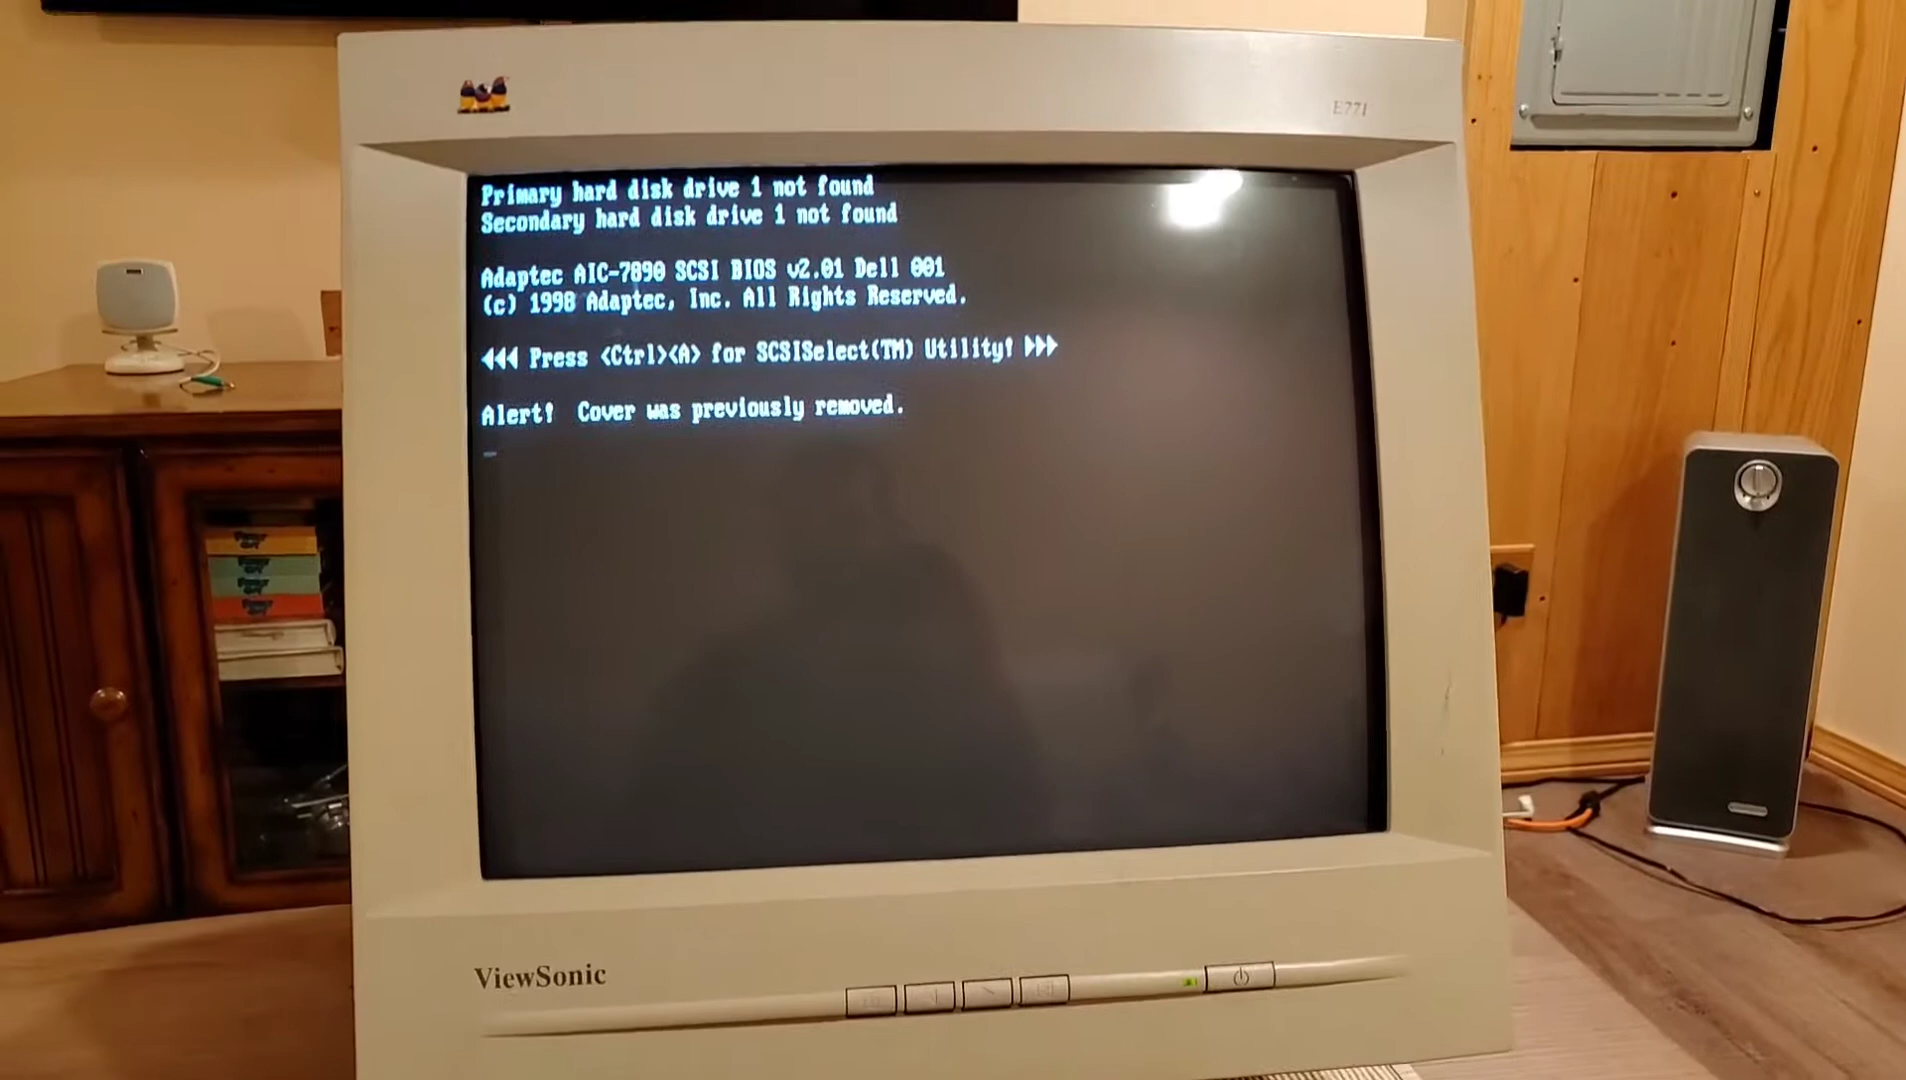 E771
Primary hard disk drive 1 not found
Secondary hard disk drive 1 not found
Adaptec AIC-7890 SCSI BIOS v2.01 Dell 001
(c) 1998 Adaptec, Inc. All Rights Reserved.
◄◄◄ Press <Ctrl><A> for SCSISelect(TM) Utility! ►►►
Alert! Cover was previously removed.
ViewSonic